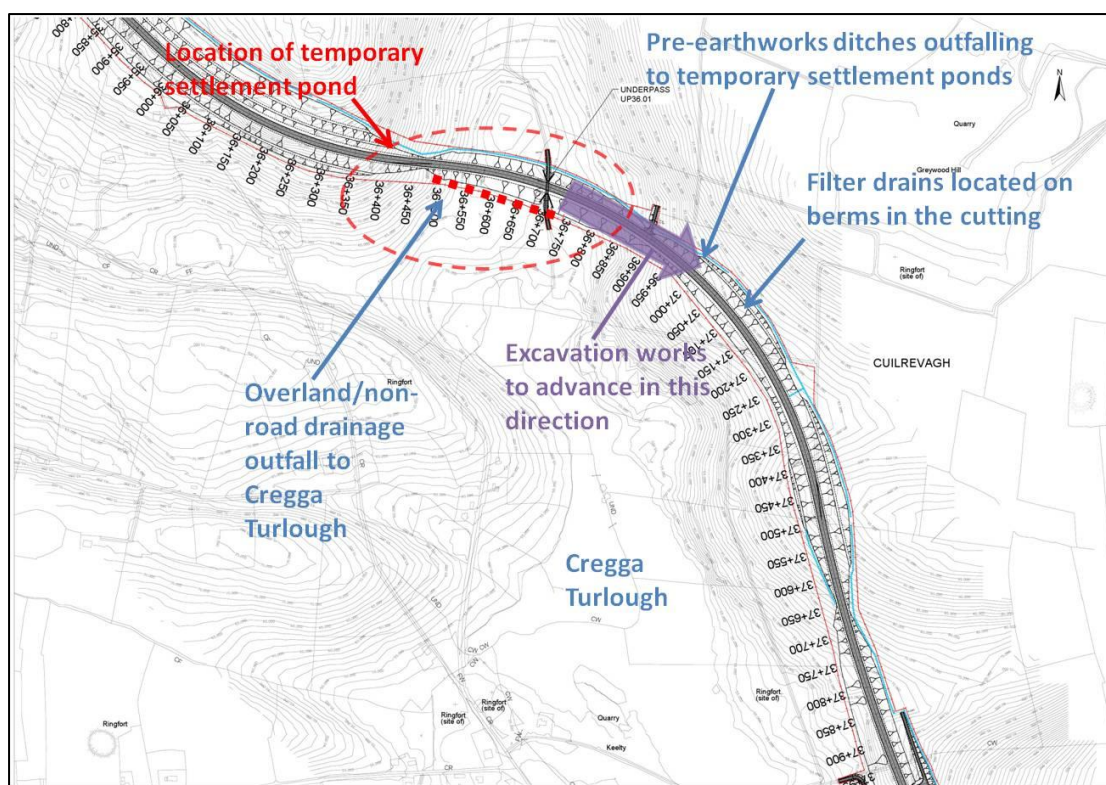 Location of temporary
settlement pond
Pre-earthworks ditches outfalling
to temporary settlement ponds
UNDERPASS
UP36.01
N
Quarry
Greywood Hill
Filter drains located on
berms in the cutting
Ringfort
(site of)
35+850
35+900
35+950
36+000
36+050
36+100
36+150
36+200
36+250
36+300
36+350
36+400
36+450
36+550
36+600
36+650
36+700
36+750
36+800
36+850
36+900
36+950
37+000
37+050
37+150
37+200
37+250
37+300
37+350
37+400
37+450
37+500
37+550
37+600
37+650
37+700
37+750
37+800
37+850
37+900
Excavation works
to advance in this
direction
CUILREVAGH
Ringfort
Overland/non-
road drainage
outfall to
Cregga
Turlough
Cregga
Turlough
Ringfort
(site of)
Ringfort
(site of)
Ringfort
(site of)
Ringfort
Quarry
Keelty